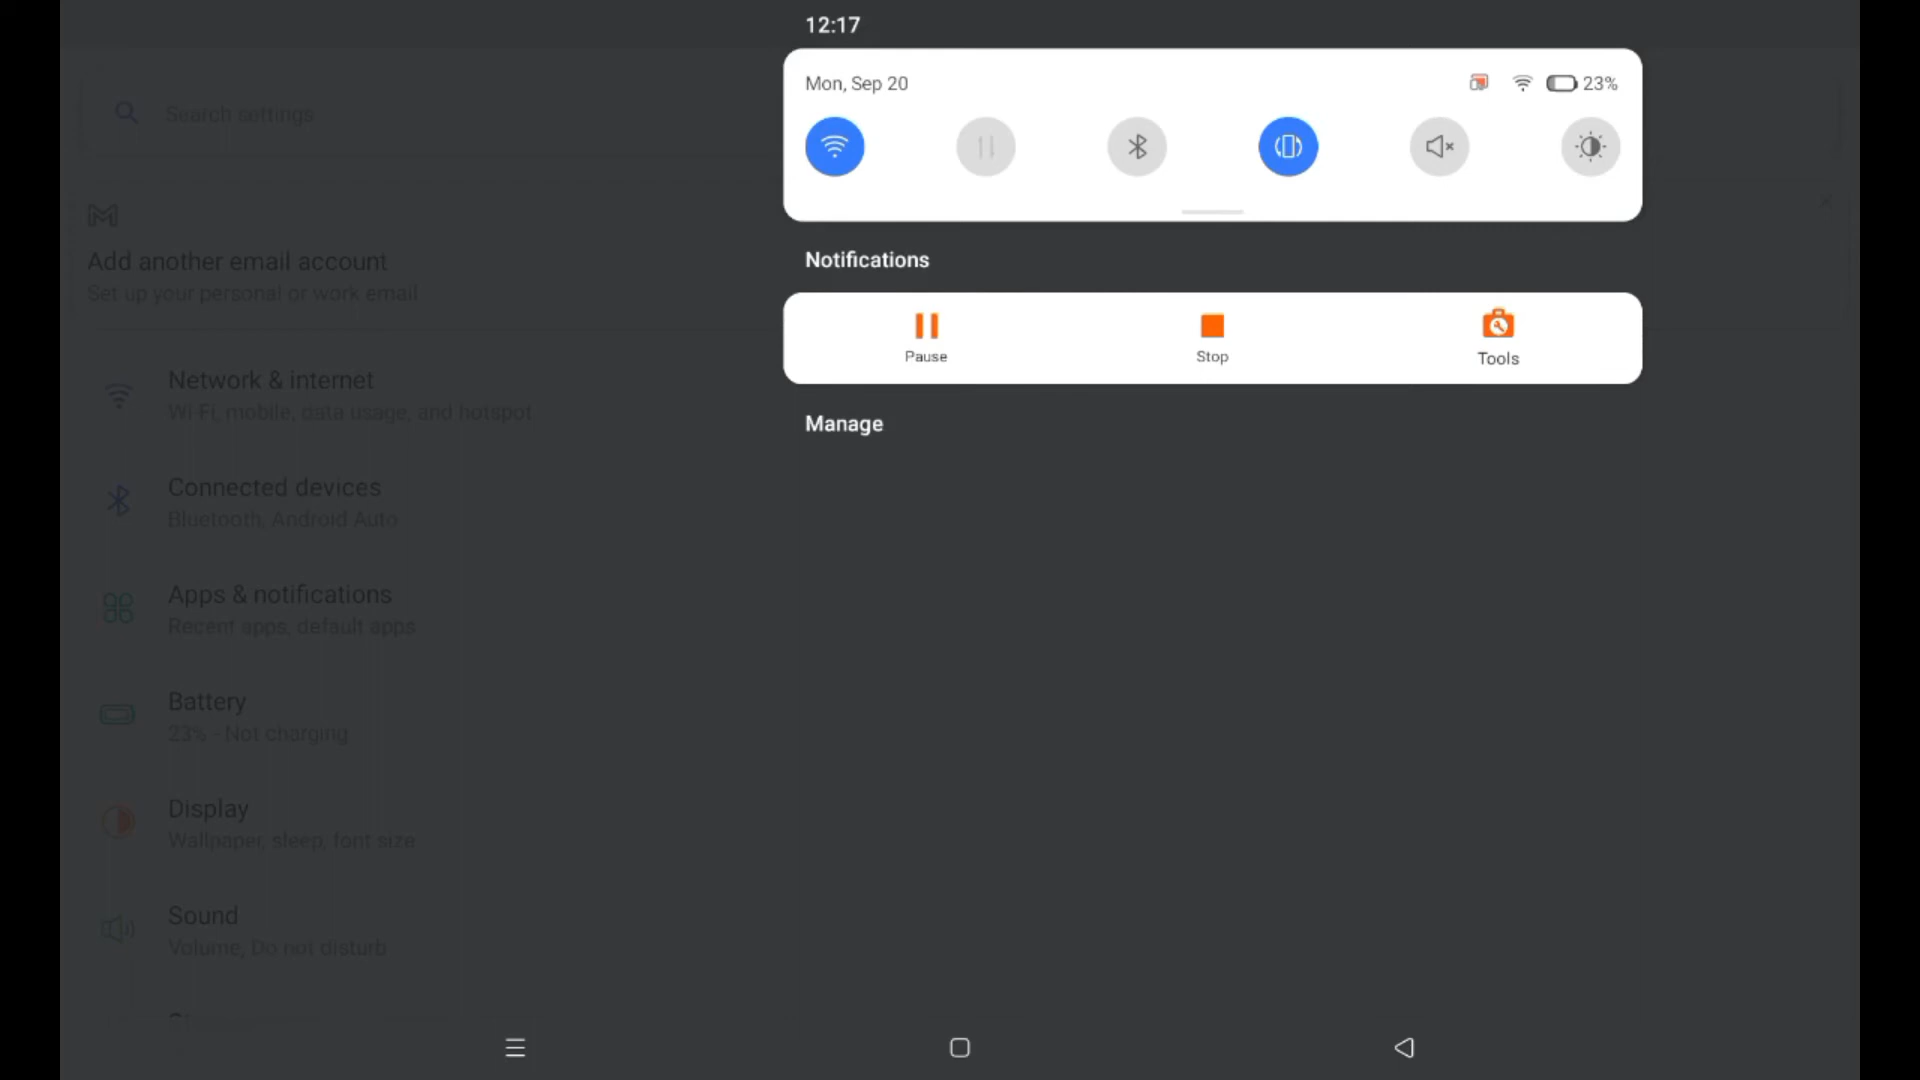 12:17
Mon, Sep 20
23%
Search settings
Notifications
Add another email account
Set up your personal or work email
Pause
Stop
Tools
Manage
Network & internet
Wi-Fi, mobile, data usage, and hotspot
Connected devices
Bluetooth, Android Auto
Apps & notifications
Recent apps, default apps
Battery
23% - Not charging
Display
Wallpaper, sleep, font size
Sound
Volume, Do not disturb